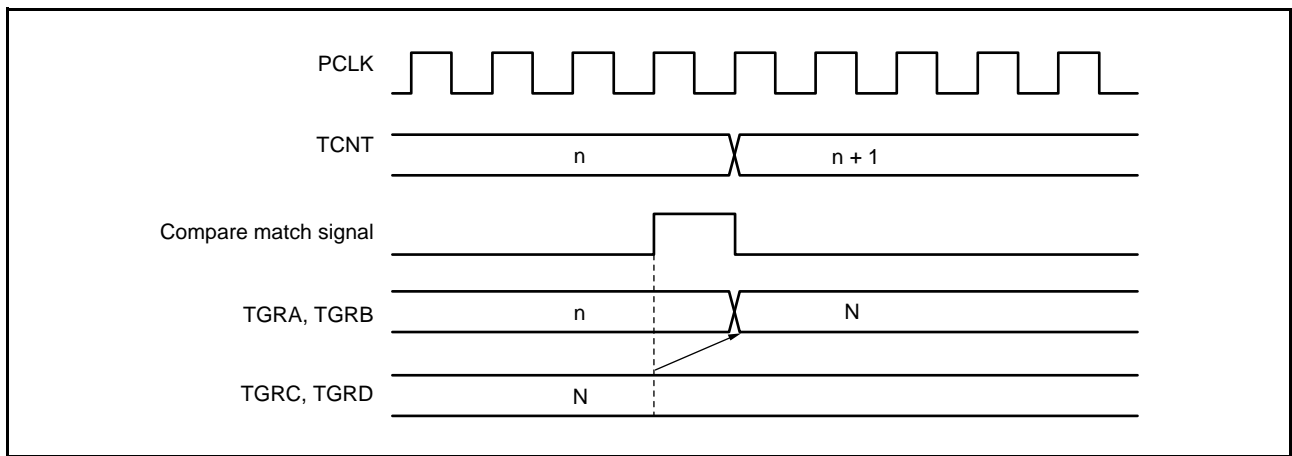 PCLK
TCNT
n
n + 1
Compare match signal
TGRA, TGRB
n
N
TGRC, TGRD
N